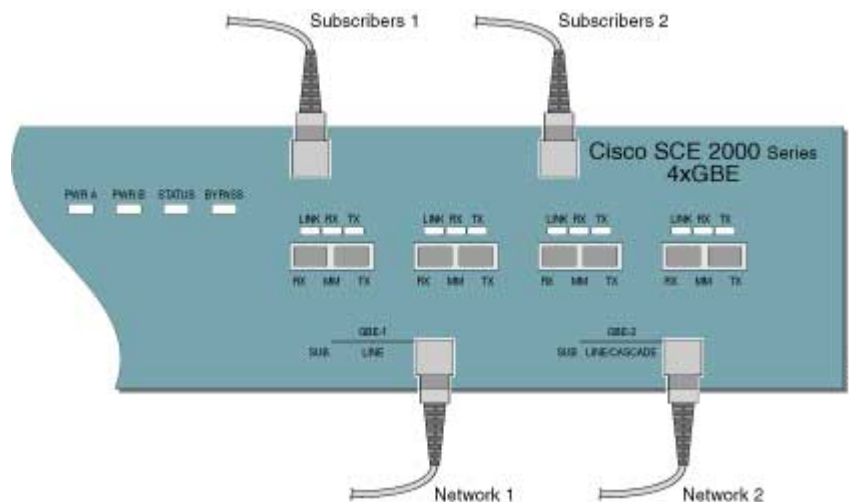 Subscribers 1
Subscribers 2
Cisco SCE 2000 Series
4xGBE
PWR A PWR B STATUS BYPASS
LINK RX TX LINK RX TX LINK RX TX LINK RX TX
RX MM TX RX MM TX RX MM TX RX MM TX
GBE-1 GBE-2
SUB LINE SUB LINE/CASCADE
Network 1
Network 2